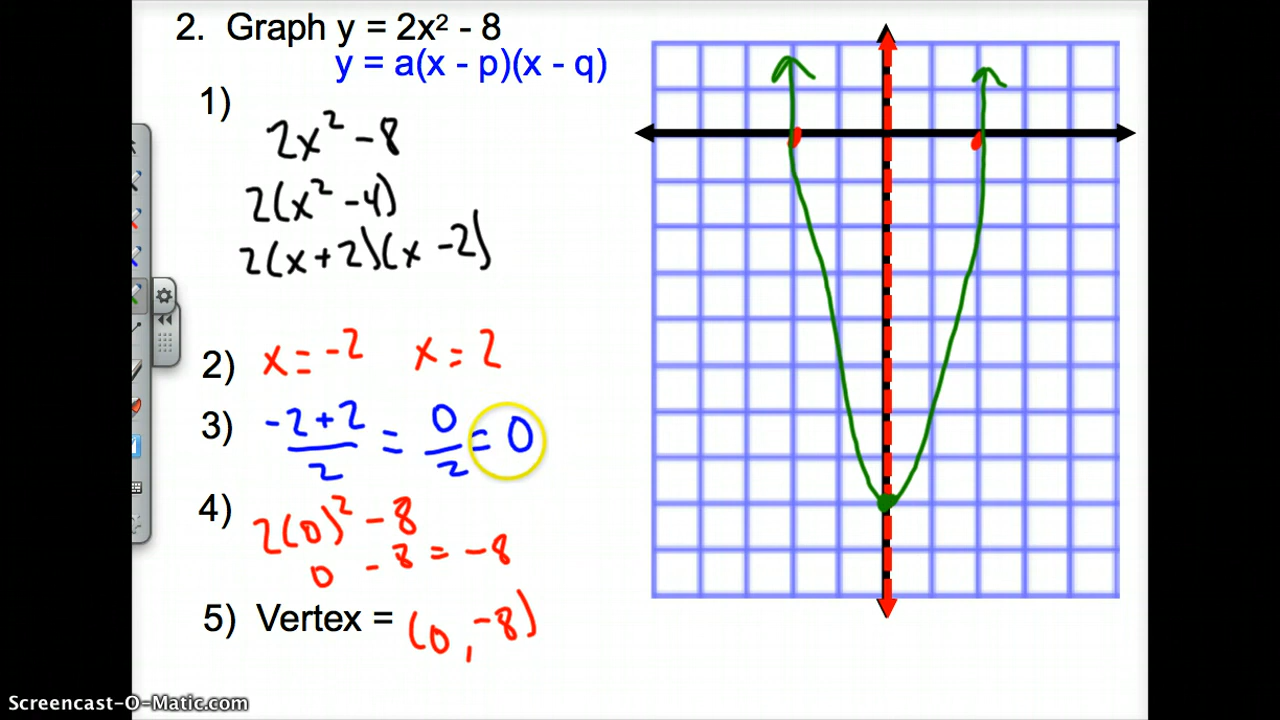 2. Graph y = 2x² - 8
y = a(x - p)(x - q)
1)
2x² - 8
2(x² - 4)
2(x + 2)(x - 2)
2) x = -2 x = 2
3) -2 + 2 / 2 = 0 / 2 = 0
4) 2(0)² - 8
0 - 8 = -8
5) Vertex = (0, -8)
Screencast-O-Matic.com